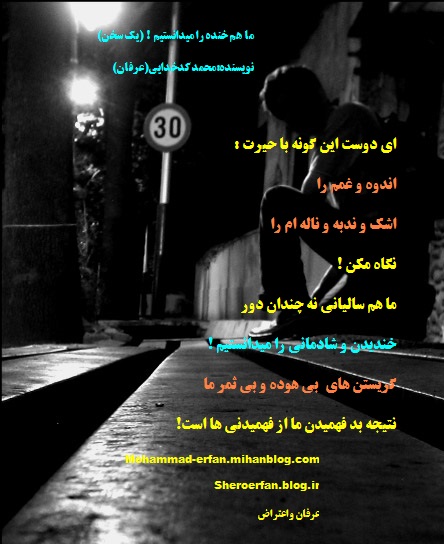 ما هم خنده را میدانستیم ! (یک سخن)
نویسنده:محمد کدخدایی(عرفان)
30
ای دوست این گونه با حیرت :
اندوه و غمم را
اشک و ندبه و ناله ام را
نگاه مکن !
ما هم سالیانی نه چندان دور
خندیدن و شادمانی را میدانستیم !
گریستن های بی هوده و بی ثمر ما
نتیجه بد فهمیدن ما از فهمیدنی ها است!
Mohammad-erfan.mihanblog.com
Sheroerfan.blog.ir
عرفان واعتراض